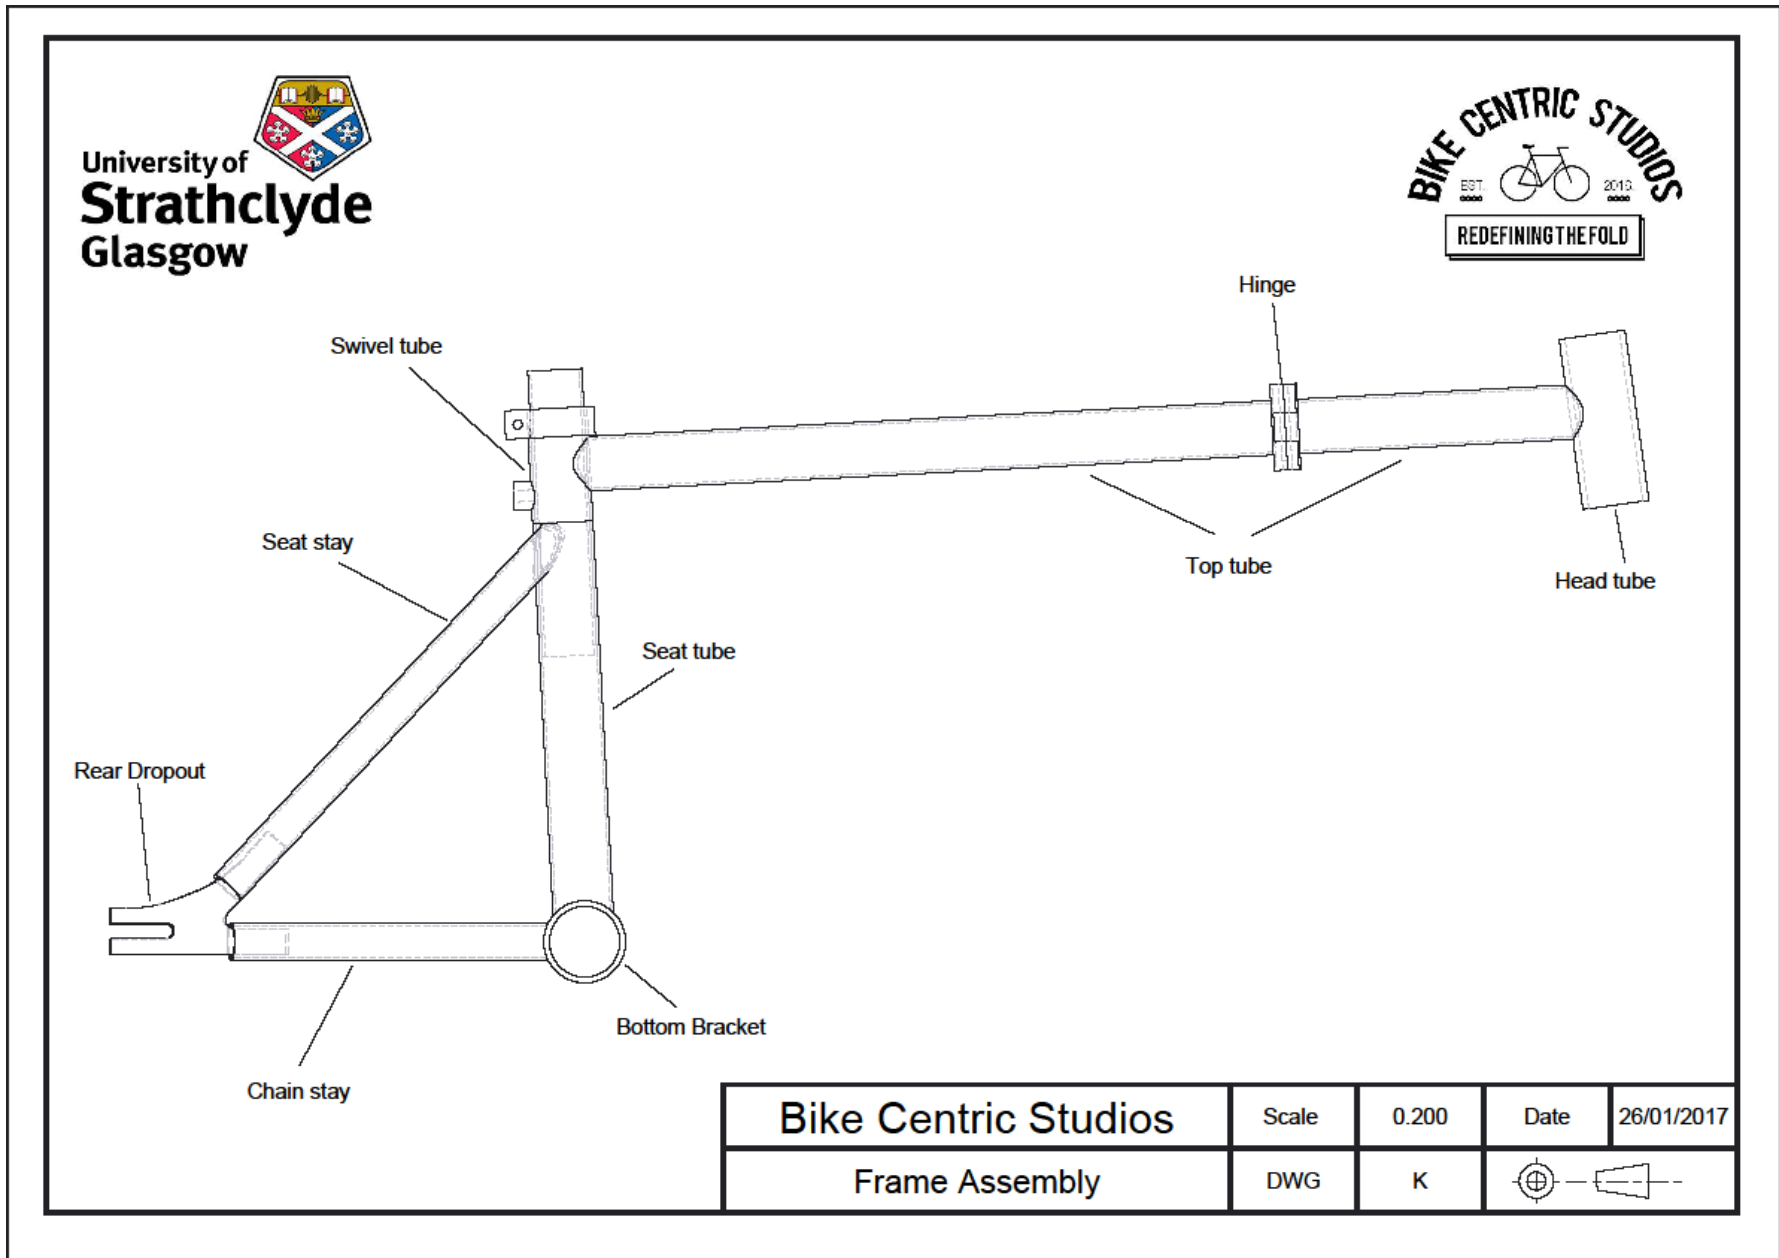 University of
Strathclyde
Glasgow
BIKE CENTRIC STUDIOS
EST. 2016.
REDEFINING THE FOLD
Hinge
Swivel tube
Seat stay
Top tube
Head tube
Seat tube
Rear Dropout
Bottom Bracket
Chain stay
Bike Centric Studios
Scale
0.200
Date
26/01/2017
Frame Assembly
DWG
K